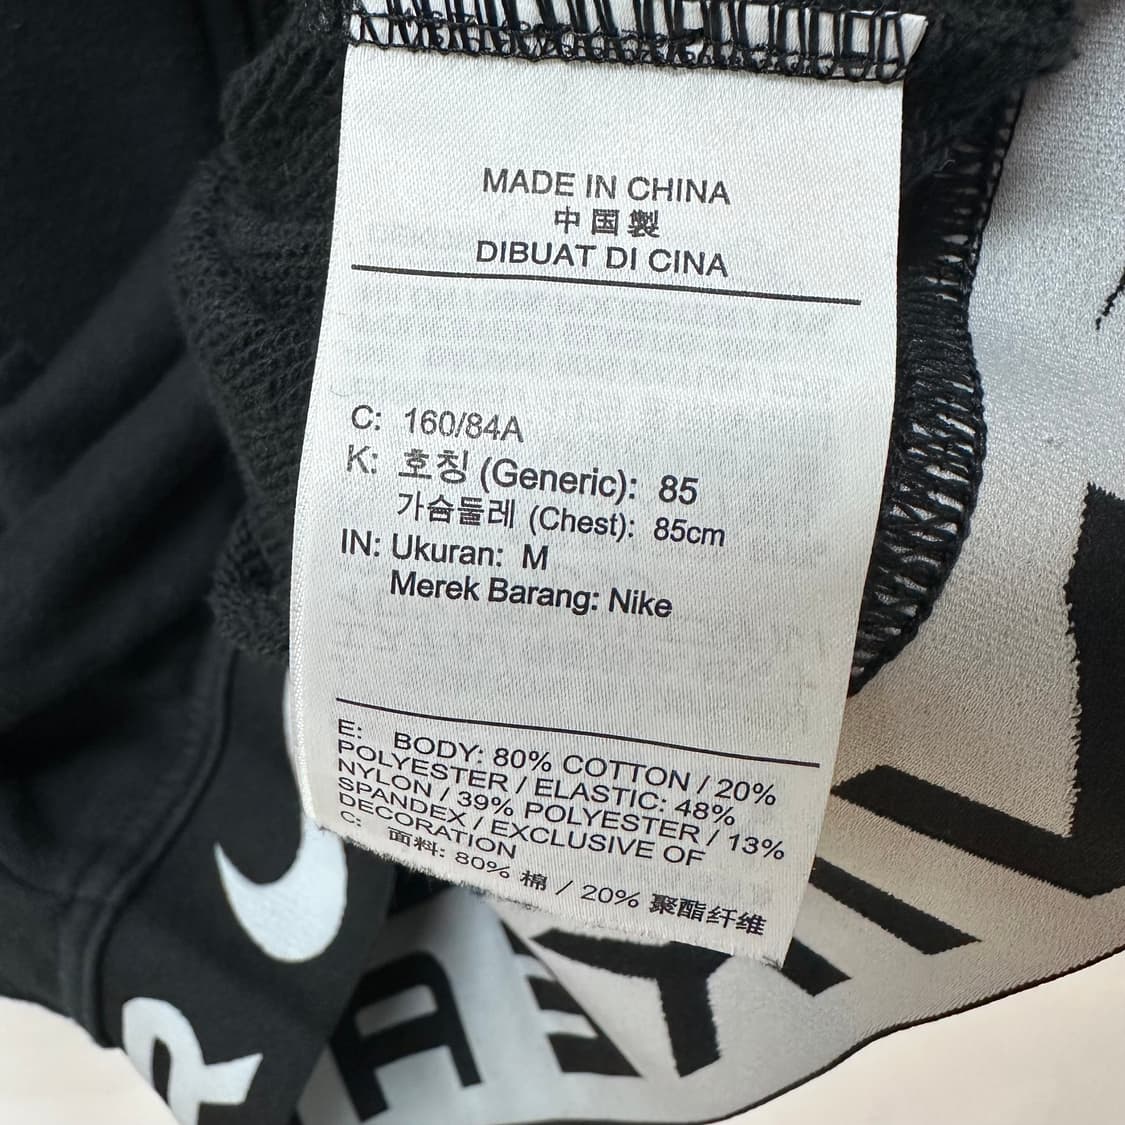 MADE IN CHINA
中国製
DIBUAT DI CINA
C: 160/84A
K: 호칭 (Generic): 85
가슴둘레 (Chest): 85cm
IN: Ukuran: M
Merek Barang: Nike
E: BODY: 80% COTTON / 20%
POLYESTER / ELASTIC: 48%
NYLON / 39% POLYESTER / 13%
SPANDEX / EXCLUSIVE OF
DECORATION
C: 面料: 80% 棉 / 20% 聚酯纤维